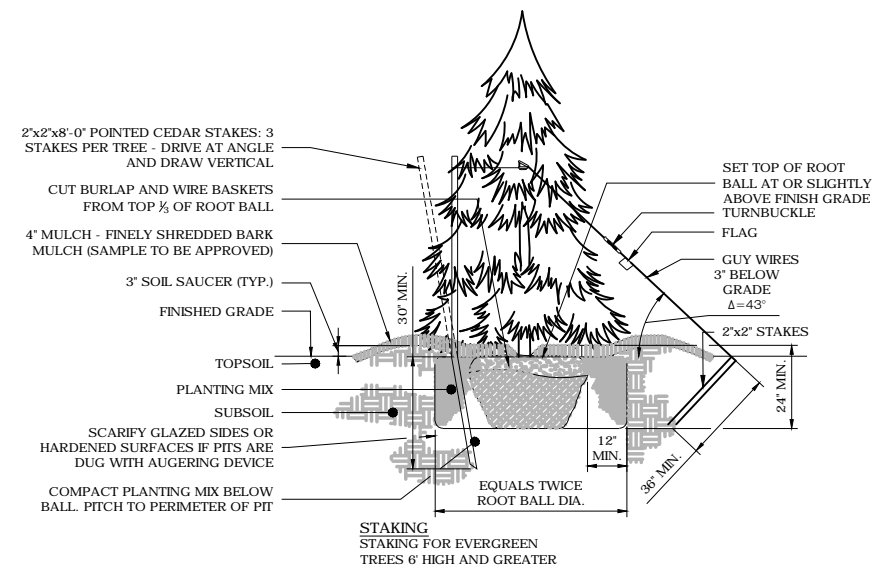 2"x2"x8'-0" POINTED CEDAR STAKES: 3
STAKES PER TREE - DRIVE AT ANGLE
AND DRAW VERTICAL
CUT BURLAP AND WIRE BASKETS
FROM TOP ⅓ OF ROOT BALL
4" MULCH - FINELY SHREDDED BARK
MULCH (SAMPLE TO BE APPROVED)
3" SOIL SAUCER (TYP.)
FINISHED GRADE
TOPSOIL
PLANTING MIX
SUBSOIL
SCARIFY GLAZED SIDES OR
HARDENED SURFACES IF PITS ARE
DUG WITH AUGERING DEVICE
COMPACT PLANTING MIX BELOW
BALL. PITCH TO PERIMETER OF PIT
30" MIN.
SET TOP OF ROOT
BALL AT OR SLIGHTLY
ABOVE FINISH GRADE
TURNBUCKLE
FLAG
GUY WIRES
3" BELOW
GRADE
Δ=43°
2"x2" STAKES
24" MIN.
36" MIN.
12"
MIN.
EQUALS TWICE
ROOT BALL DIA.
STAKING
STAKING FOR EVERGREEN
TREES 6' HIGH AND GREATER